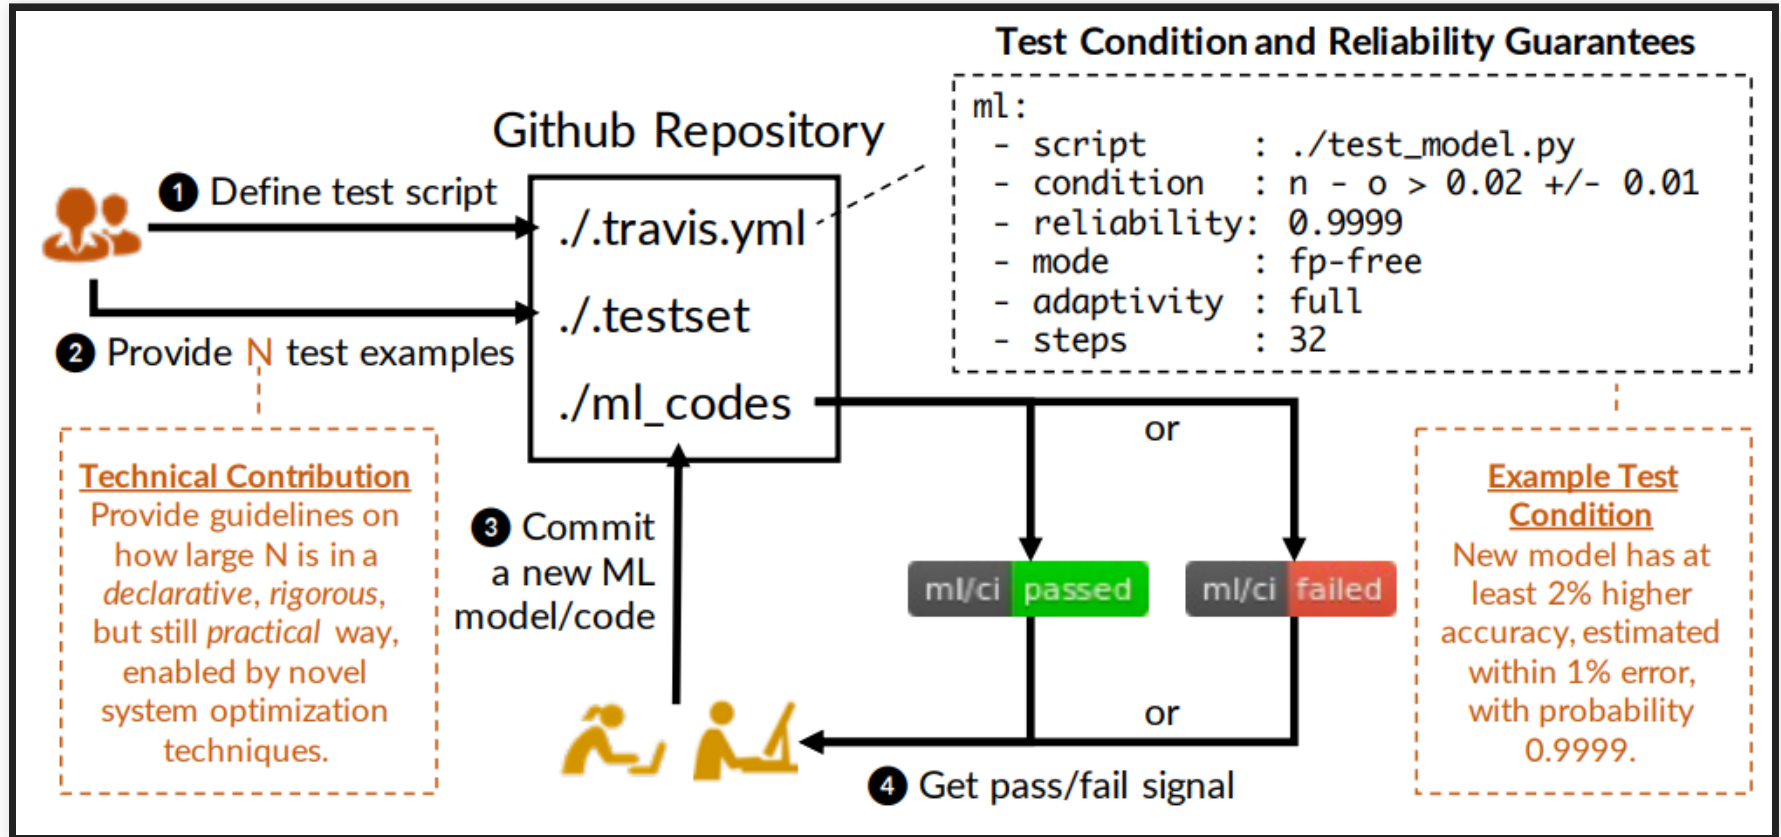 Test Condition and Reliability Guarantees
ml:
- script : ./test_model.py
- condition : n - o > 0.02 +/- 0.01
- reliability: 0.9999
- mode : fp-free
- adaptivity : full
- steps : 32
Github Repository
1 Define test script
./.travis.yml
./.testset
./ml_codes
2 Provide N test examples
Technical Contribution
Provide guidelines on
how large N is in a
declarative, rigorous,
but still practical way,
enabled by novel
system optimization
techniques.
3 Commit
a new ML
model/code
or
ml/ci passed
ml/ci failed
or
4 Get pass/fail signal
Example Test
Condition
New model has at
least 2% higher
accuracy, estimated
within 1% error,
with probability
0.9999.